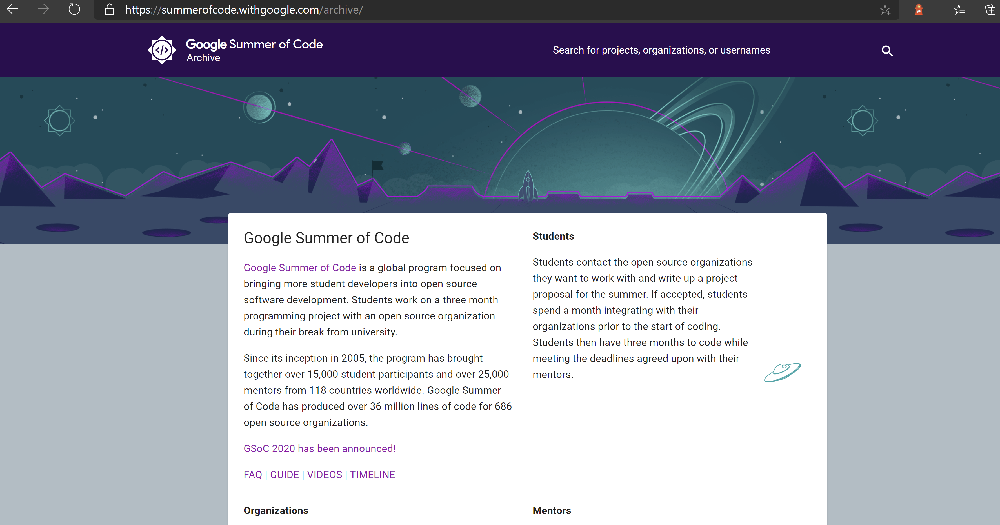 https://summerofcode.withgoogle.com/archive/
</>
Google Summer of Code
Archive
Search for projects, organizations, or usernames
Google Summer of Code
Google Summer of Code is a global program focused on
bringing more student developers into open source
software development. Students work on a three month
programming project with an open source organization
during their break from university.
Since its inception in 2005, the program has brought
together over 15,000 student participants and over 25,000
mentors from 118 countries worldwide. Google Summer
of Code has produced over 36 million lines of code for 686
open source organizations.
GSoC 2020 has been announced!
FAQ | GUIDE | VIDEOS | TIMELINE
Students
Students contact the open source organizations
they want to work with and write up a project
proposal for the summer. If accepted, students
spend a month integrating with their
organizations prior to the start of coding.
Students then have three months to code while
meeting the deadlines agreed upon with their
mentors.
Organizations
Mentors